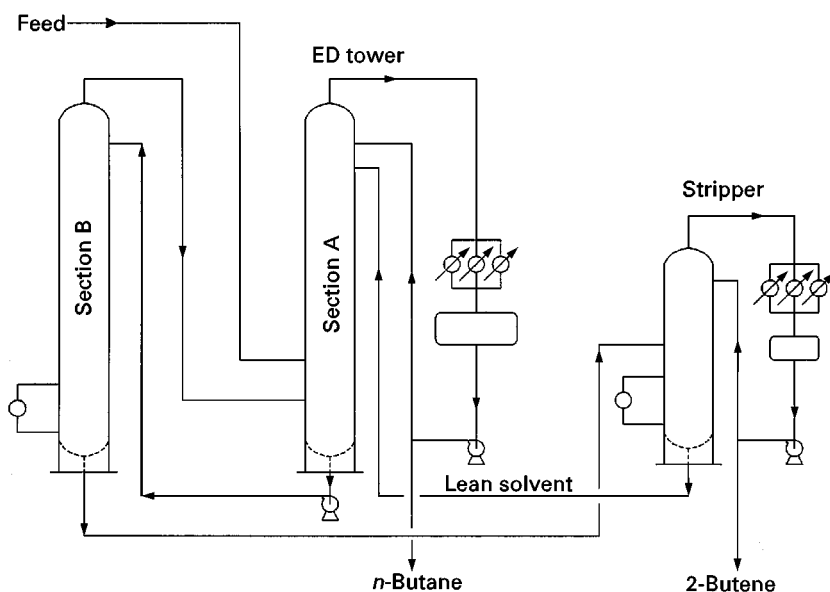 Feed
ED tower
Section B
Section A
Stripper
Lean solvent
n-Butane
2-Butene